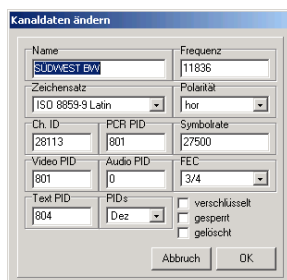 Kanaldaten ändern
Name Frequenz
SÜDWEST BW 11836
Zeichensatz Polarität
ISO 8859-9 Latin hor
Ch. ID PCR PID Symbolrate
28113 801 27500
Video PID Audio PID FEC
801 0 3/4
Text PID PIDs verschlüsselt
804 Dez gesperrt
gelöscht
Abbruch OK